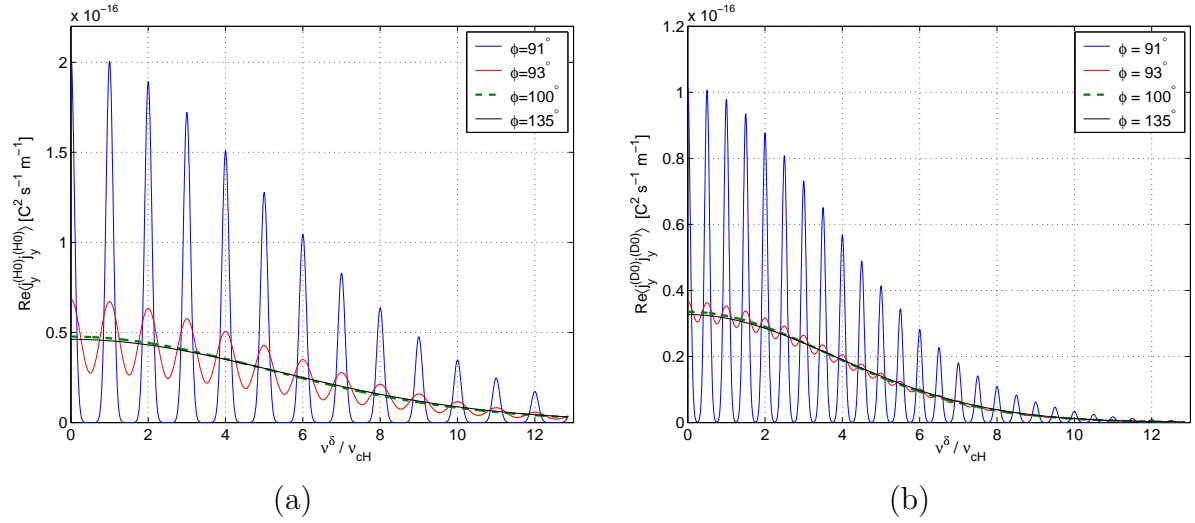 x 10⁻¹⁶
2
1.5
1
0.5
0
0 2 4 6 8 10 12
Re⟨j_y^(H0) j_y^(H0)⟩ [C² s⁻¹ m⁻¹]
ν^δ / ν_cH
ϕ=91°
ϕ=93°
ϕ=100°
ϕ=135°
(a)
x 10⁻¹⁶
1.2
1
0.8
0.6
0.4
0.2
0
0 2 4 6 8 10 12
Re⟨j_y^(D0) j_y^(D0)⟩ [C² s⁻¹ m⁻¹]
ν^δ / ν_cH
ϕ = 91°
ϕ = 93°
ϕ = 100°
ϕ = 135°
(b)